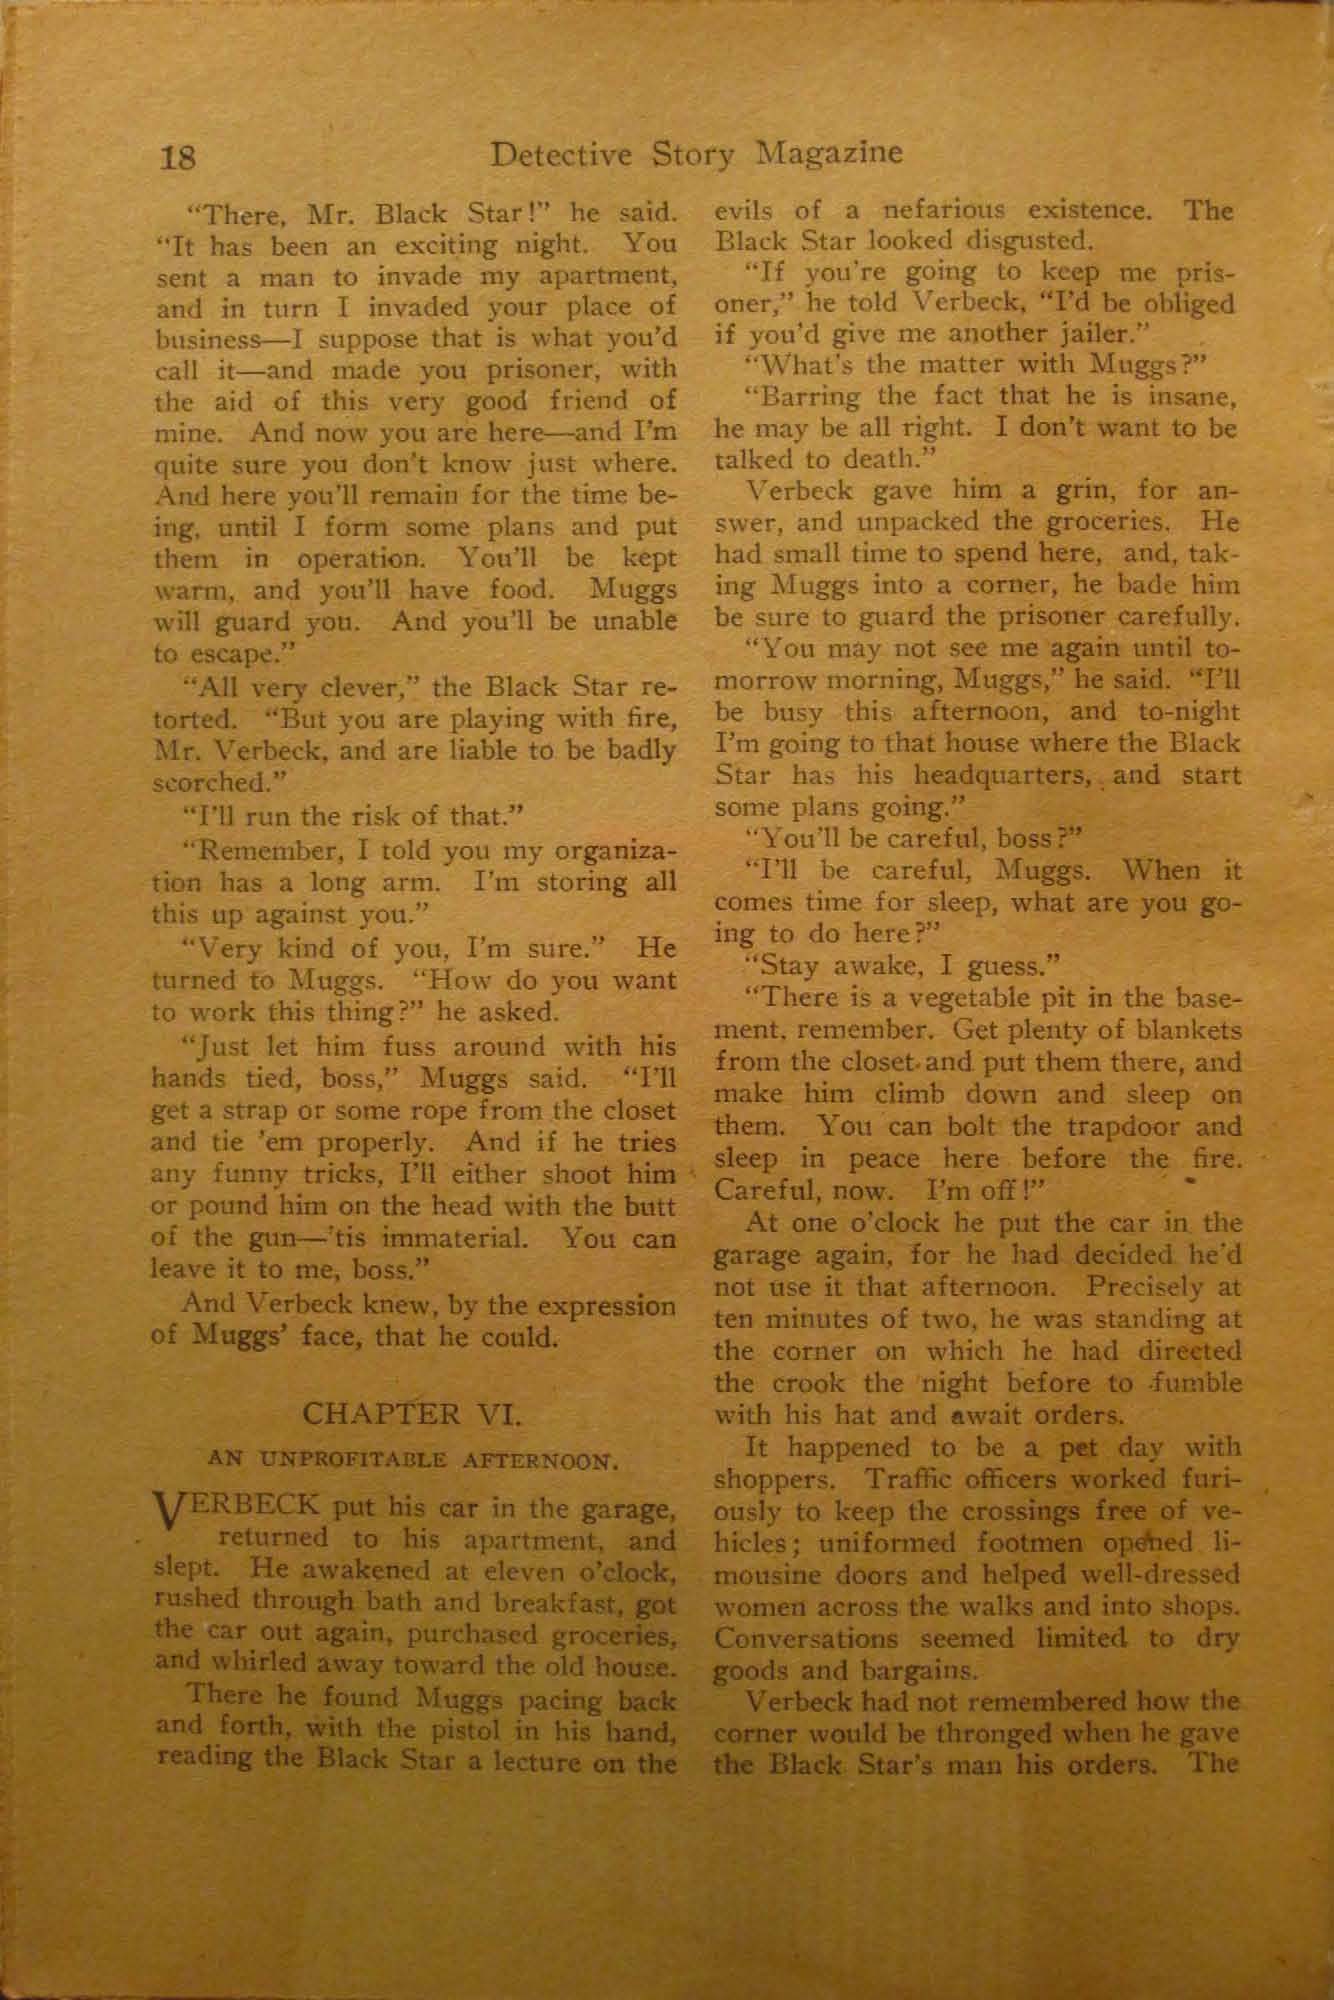 18 Detective Story Magazine
“There, Mr. Black Star!” he said.
“It has been an exciting night. You
sent a man to invade my apartment,
and in turn I invaded your place of
business—I suppose that is what you’d
call it—and made you prisoner, with
the aid of this very good friend of
mine. And now you are here—and I’m
quite sure you don’t know just where.
And here you’ll remain for the time be-
ing, until I form some plans and put
them in operation. You’ll be kept
warm, and you’ll have food. Muggs
will guard you. And you’ll be unable
to escape.”
“All very clever,” the Black Star re-
torted. “But you are playing with fire,
Mr. Verbeck, and are liable to be badly
scorched.”
“I’ll run the risk of that.”
“Remember, I told you my organiza-
tion has a long arm. I’m storing all
this up against you.”
“Very kind of you, I’m sure.” He
turned to Muggs. “How do you want
to work this thing?” he asked.
“Just let him fuss around with his
hands tied, boss,” Muggs said. “I’ll
get a strap or some rope from the closet
and tie ’em properly. And if he tries
any funny tricks, I’ll either shoot him
or pound him on the head with the butt
of the gun—’tis immaterial. You can
leave it to me, boss.”
And Verbeck knew, by the expression
of Muggs’ face, that he could.
CHAPTER VI.
AN UNPROFITABLE AFTERNOON.
VERBECK put his car in the garage,
returned to his apartment, and
slept. He awakened at eleven o’clock,
rushed through bath and breakfast, got
the car out again, purchased groceries,
and whirled away toward the old house.
There he found Muggs pacing back
and forth, with the pistol in his hand,
reading the Black Star a lecture on the
evils of a nefarious existence. The
Black Star looked disgusted.
“If you’re going to keep me pris-
oner,” he told Verbeck, “I’d be obliged
if you’d give me another jailer.”
“What’s the matter with Muggs?”
“Barring the fact that he is insane,
he may be all right. I don’t want to be
talked to death.”
Verbeck gave him a grin, for an-
swer, and unpacked the groceries. He
had small time to spend here, and, tak-
ing Muggs into a corner, he bade him
be sure to guard the prisoner carefully.
“You may not see me again until to-
morrow morning, Muggs,” he said. “I’ll
be busy this afternoon, and to-night
I’m going to that house where the Black
Star has his headquarters, and start
some plans going.”
“You’ll be careful, boss?”
“I’ll be careful, Muggs. When it
comes time for sleep, what are you go-
ing to do here?”
“Stay awake, I guess.”
“There is a vegetable pit in the base-
ment, remember. Get plenty of blankets
from the closet and put them there, and
make him climb down and sleep on
them. You can bolt the trapdoor and
sleep in peace here before the fire.
Careful, now. I’m off!”
At one o’clock he put the car in the
garage again, for he had decided he’d
not use it that afternoon. Precisely at
ten minutes of two, he was standing at
the corner on which he had directed
the crook the night before to fumble
with his hat and await orders.
It happened to be a pet day with
shoppers. Traffic officers worked furi-
ously to keep the crossings free of ve-
hicles; uniformed footmen opened li-
mousine doors and helped well-dressed
women across the walks and into shops.
Conversations seemed limited to dry
goods and bargains.
Verbeck had not remembered how the
corner would be thronged when he gave
the Black Star’s man his orders. The